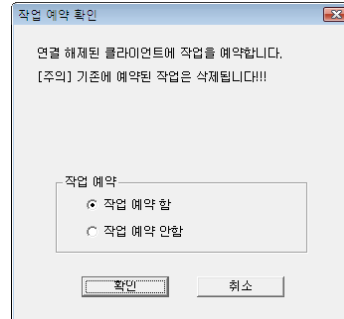 작업 예약 확인
연결 해제된 클라이언트에 작업을 예약합니다.
[주의] 기존에 예약된 작업은 삭제됩니다!!!
작업 예약
작업 예약 함
작업 예약 안함
확인
취소